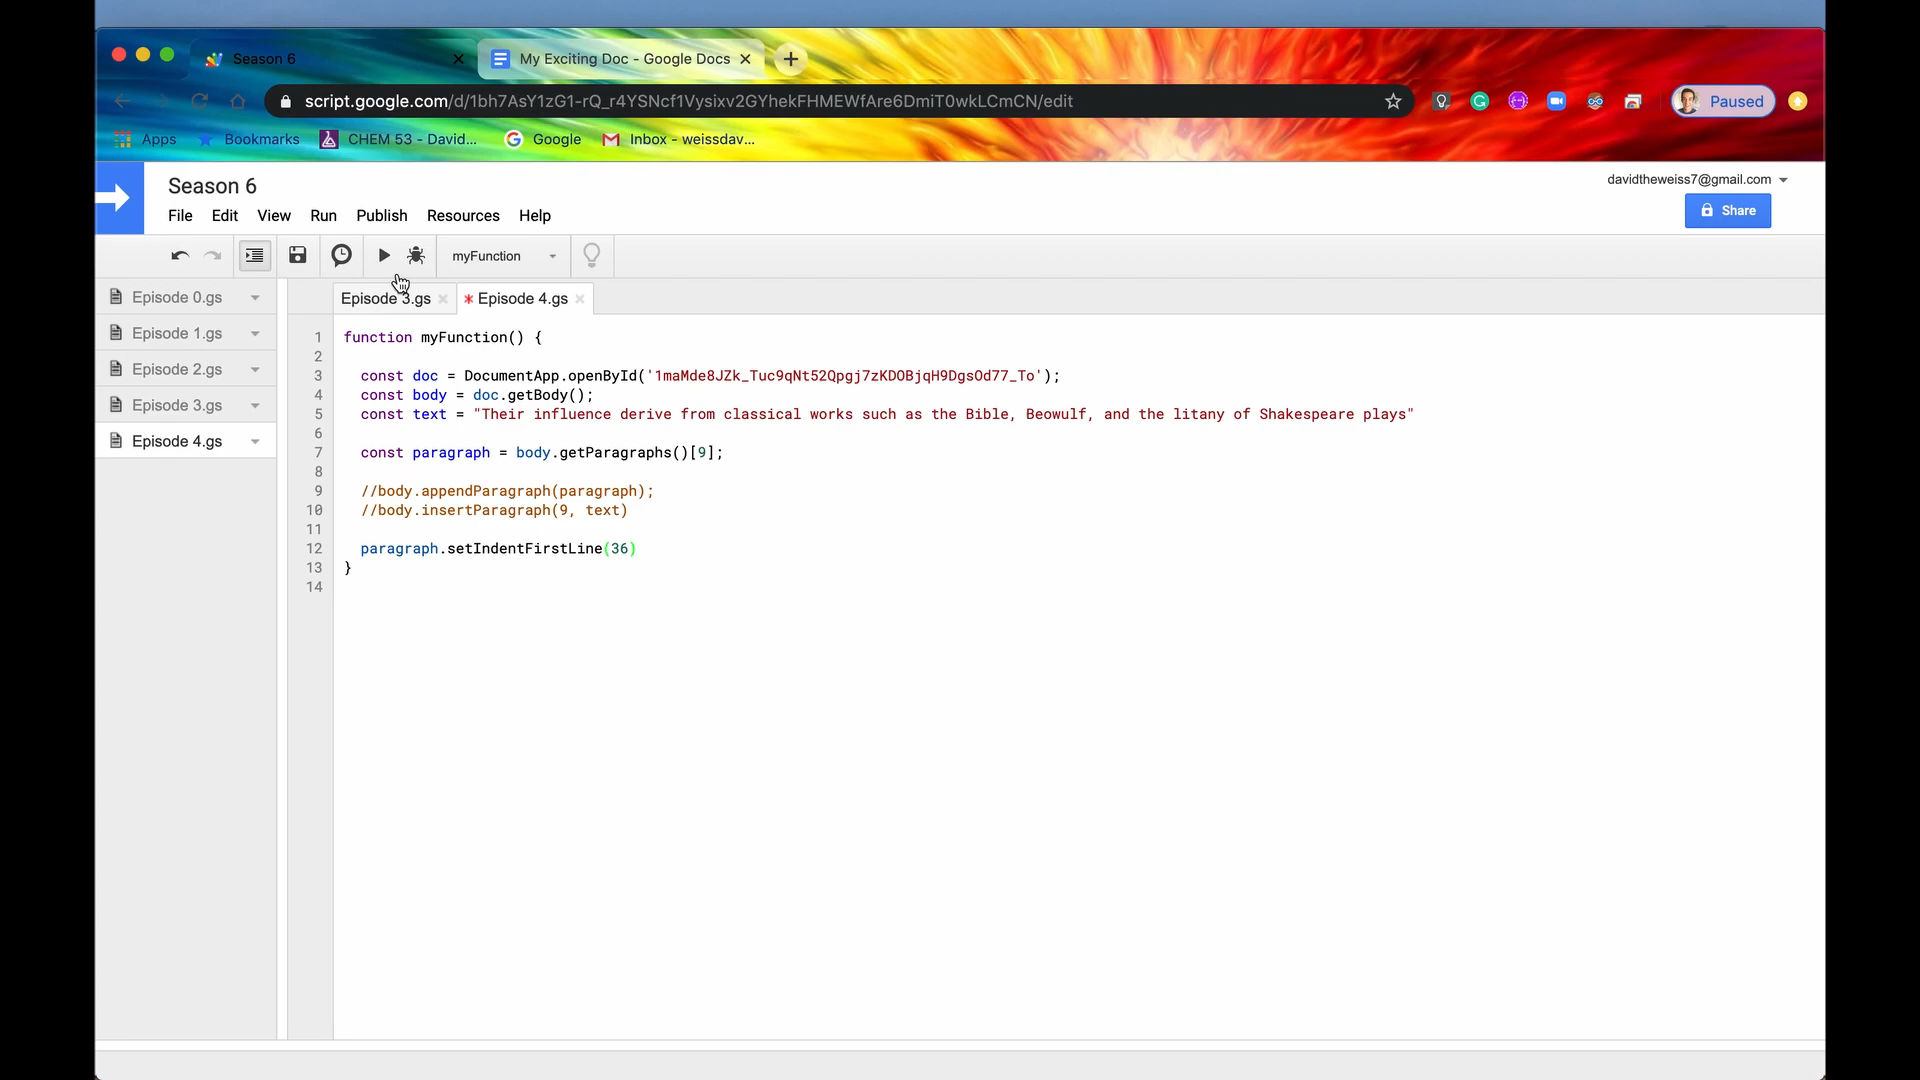 Season 6
My Exciting Doc - Google Docs
script.google.com/d/1bh7AsY1zG1-rQ_r4YSNcf1Vysixv2GYhekFHMEWfAre6DmiT0wkLCmCN/edit
Paused
Apps
Bookmarks
CHEM 53 - David...
Google
Inbox - weissdav...
Season 6
davidtheweiss7@gmail.com
File Edit View Run Publish Resources Help
Share
myFunction
Episode 0.gs
Episode 1.gs
Episode 2.gs
Episode 3.gs
Episode 4.gs
Episode 3.gs
* Episode 4.gs
1 function myFunction() {
2
3 const doc = DocumentApp.openById('1maMde8JZk_Tuc9qNt52Qpgj7zKDOBjqH9DgsOd77_To');
4 const body = doc.getBody();
5 const text = "Their influence derive from classical works such as the Bible, Beowulf, and the litany of Shakespeare plays"
6
7 const paragraph = body.getParagraphs()[9];
8
9 //body.appendParagraph(paragraph);
10 //body.insertParagraph(9, text)
11
12 paragraph.setIndentFirstLine(36)
13 }
14